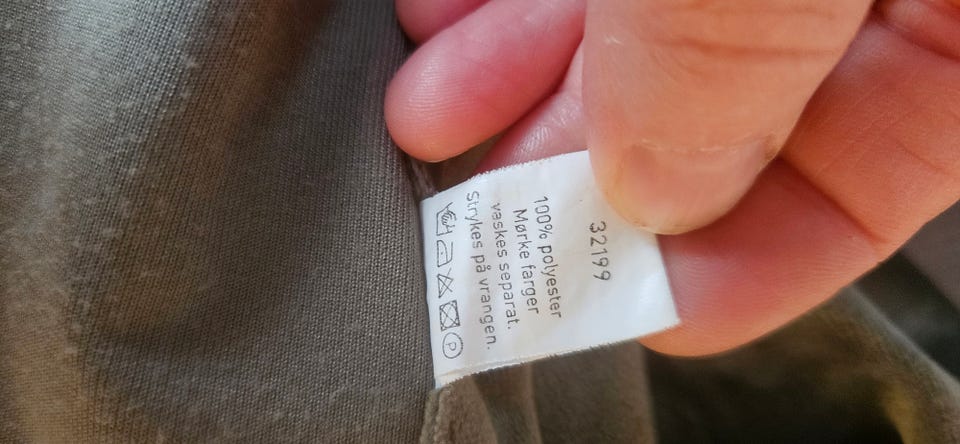 32199
100% polyester
Mørke farger
vaskes separat.
Strykes på vrangen.
P